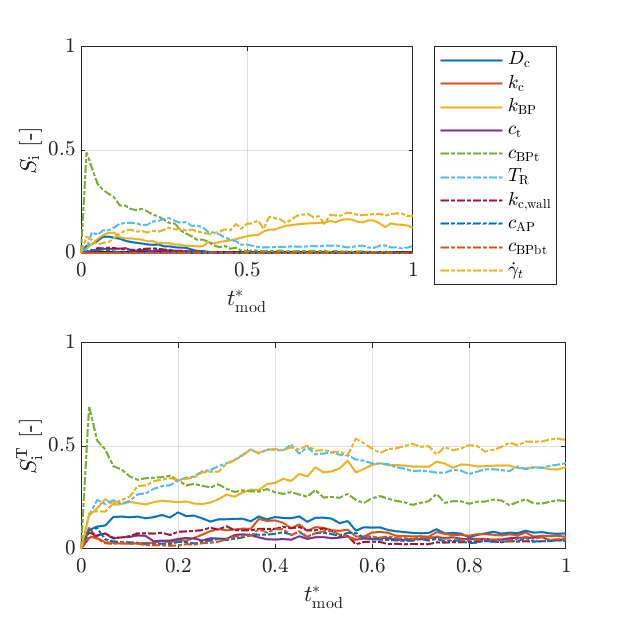 1
0.5
0
S_i [-]
0
0.5
1
t*_mod
D_c
k_c
k_BP
c_t
c_BPt
T_R
k_c,wall
c_AP
c_BPbt
γ̇_t
1
0.5
0
S_i^T [-]
0
0.2
0.4
0.6
0.8
1
t*_mod